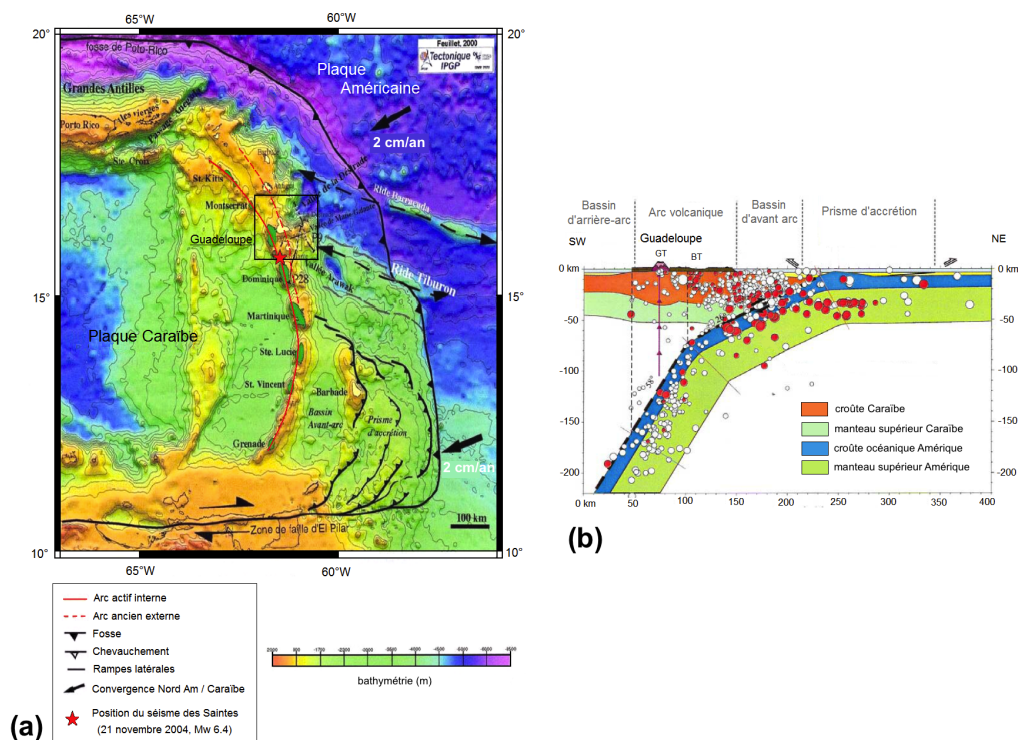 65°W
60°W
20°
20°
Feuillet, 2000
Tectonique
IPGP
fosse de Poto Rico
Plaque
Américaine
Grandes Antilles
2 cm/an
Iles vierges
Porto Rico
Passage Anegada
Ste. Croix
St. Kitts
Ride Barracuda
Montserrat
Guadeloupe
Ride Tiburon
Dominique
15°
15°
Martinique
Plaque Caraïbe
Ste. Lucie
St. Vincent
Barbade
Bassin
Avant-arc
Prisme
d'accrétion
Grenade
2 cm/an
100 km
Zone de faille d'El Pilar
10°
10°
65°W
60°W
Arc actif interne
Arc ancien externe
Fosse
Chevauchement
Rampes latérales
Convergence Nord Am / Caraïbe
Position du séisme des Saintes
(21 novembre 2004, Mw 6.4)
bathymétrie (m)
(a)
Bassin
d'arrière-arc
Arc volcanique
Bassin
d'avant arc
Prisme d'accrétion
SW
Guadeloupe
NE
GT
BT
0 km
0 km
-50
-50
-100
-100
-150
-150
-200
-200
croûte Caraïbe
manteau supérieur Caraïbe
croûte océanique Amérique
manteau supérieur Amérique
0 km
50
100
150
200
250
300
350
400
(b)